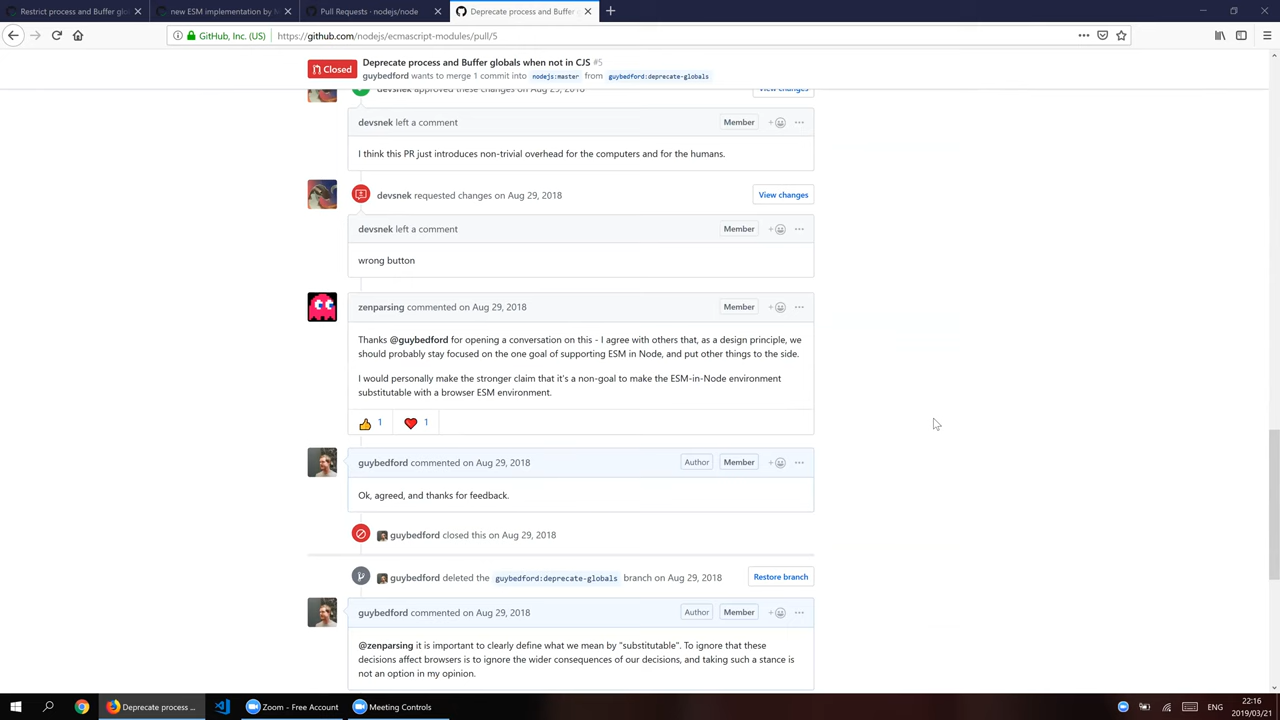 Restrict process and Buffer glo
new ESM implementation by
Pull Requests - nodejs/node
Deprecate process and Buffer
GitHub, Inc. (US)
https://github.com/nodejs/ecmascript-modules/pull/5
Closed
Deprecate process and Buffer globals when not in CJS #5
guybedford wants to merge 1 commit into nodejs:master from guybedford:deprecate-globals
devsnek approved these changes on Aug 29, 2018
View changes
devsnek left a comment
Member
I think this PR just introduces non-trivial overhead for the computers and for the humans.
devsnek requested changes on Aug 29, 2018
View changes
devsnek left a comment
Member
wrong button
zenparsing commented on Aug 29, 2018
Member
Thanks @guybedford for opening a conversation on this - I agree with others that, as a design principle, we
should probably stay focused on the one goal of supporting ESM in Node, and put other things to the side.
I would personally make the stronger claim that it's a non-goal to make the ESM-in-Node environment
substitutable with a browser ESM environment.
1
1
guybedford commented on Aug 29, 2018
Author Member
Ok, agreed, and thanks for feedback.
guybedford closed this on Aug 29, 2018
guybedford deleted the guybedford:deprecate-globals branch on Aug 29, 2018
Restore branch
guybedford commented on Aug 29, 2018
Author Member
@zenparsing it is important to clearly define what we mean by "substitutable". To ignore that these
decisions affect browsers is to ignore the wider consequences of our decisions, and taking such a stance is
not an option in my opinion.
Deprecate process ...
Zoom - Free Account
Meeting Controls
ENG
22:16
2019/03/21